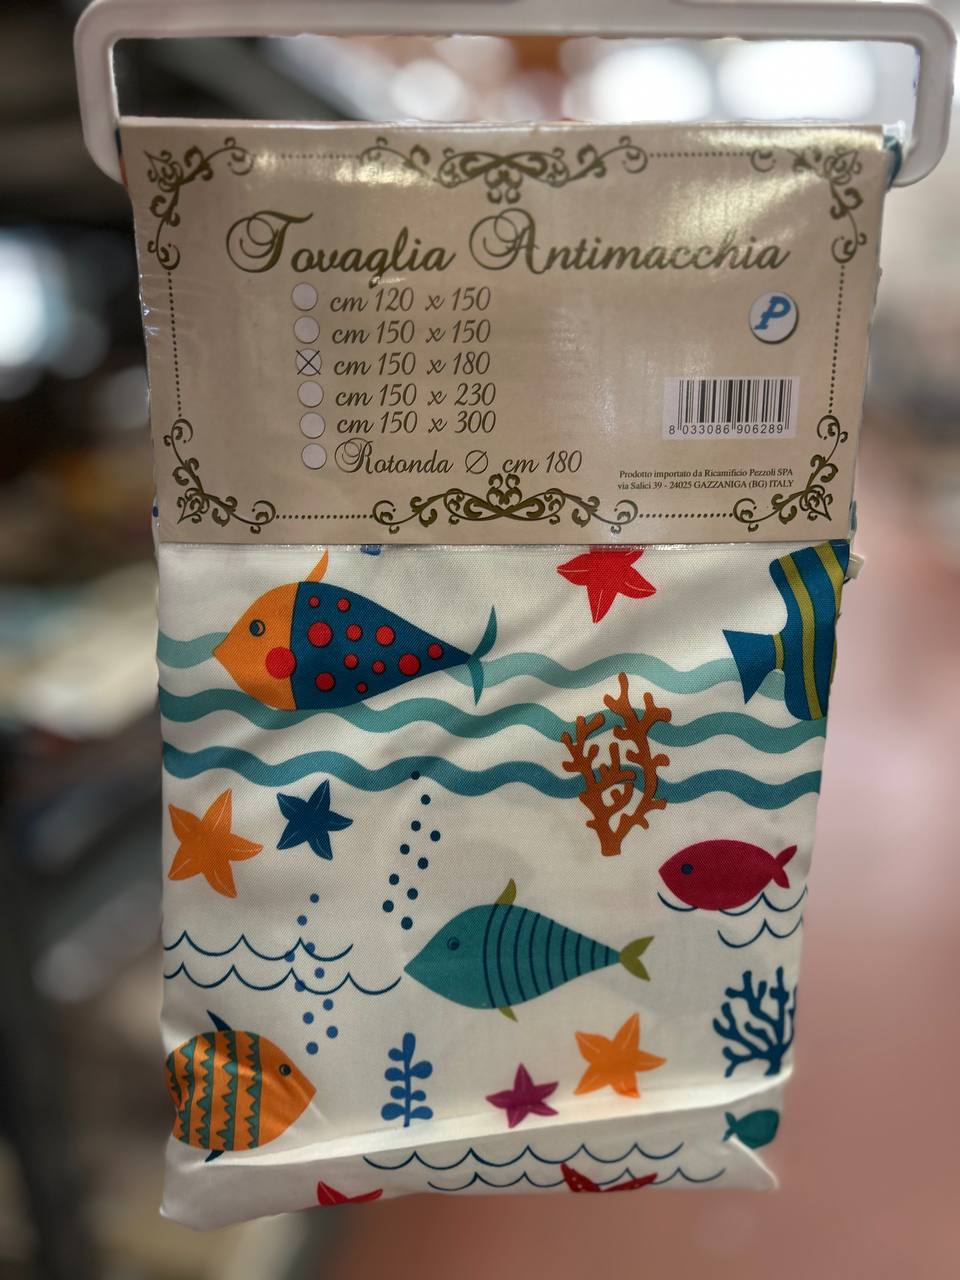 Tovaglia Antimacchia
cm 120 x 150
cm 150 x 150
cm 150 x 180
cm 150 x 230
cm 150 x 300
Rotonda Ø cm 180
P
8 033086 906289
Prodotto importato da Ricamificio Pezzoli SPA
via Salici 39 - 24025 GAZZANIGA (BG) ITALY